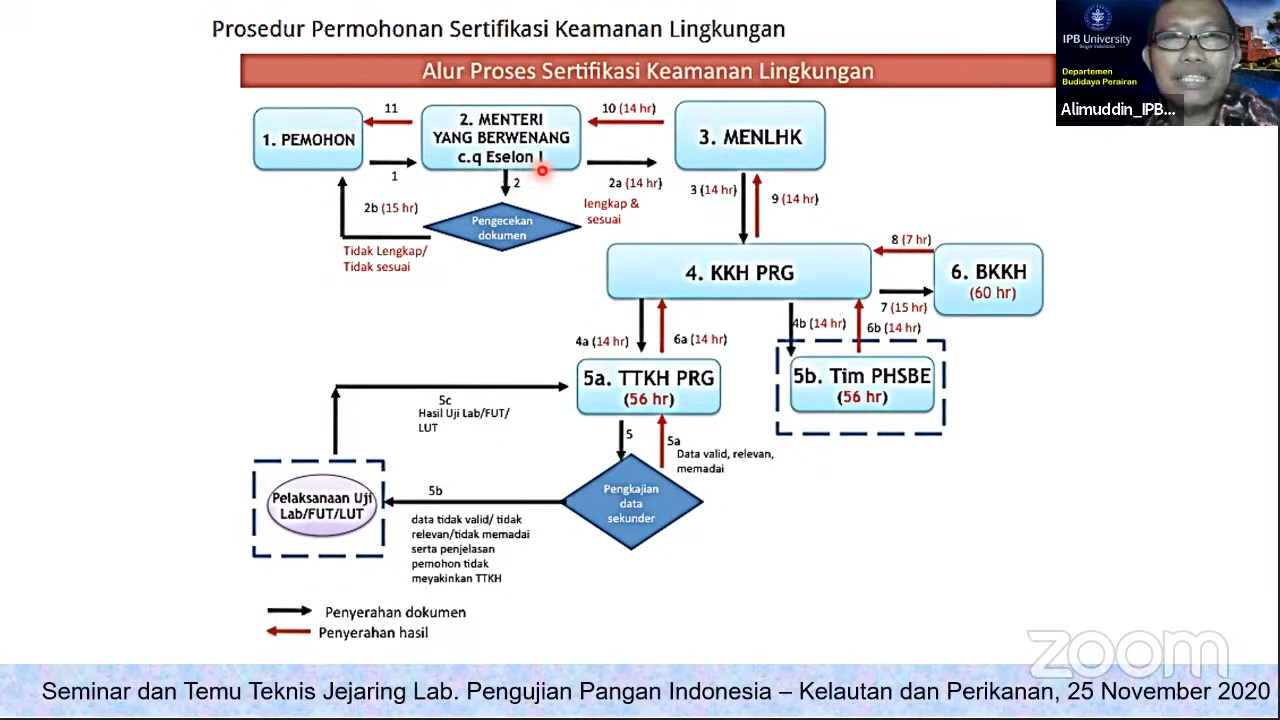 Prosedur Permohonan Sertifikasi Keamanan Lingkungan
Alur Proses Sertifikasi Keamanan Lingkungan
IPB University
Bogor Indonesia
Departemen
Budidaya Perairan
Alimuddin_IPB...
1. PEMOHON
11
1
2. MENTERI
YANG BERWENANG
c.q Eselon I
10 (14 hr)
2a (14 hr)
lengkap &
sesuai
3. MENLHK
2
2b (15 hr)
Pengecekan
dokumen
Tidak Lengkap/
Tidak sesuai
3 (14 hr)
9 (14 hr)
4. KKH PRG
8 (7 hr)
7 (15 hr)
6. BKKH
(60 hr)
4a (14 hr)
6a (14 hr)
4b (14 hr)
6b (14 hr)
5a. TTKH PRG
(56 hr)
5b. Tim PHSBE
(56 hr)
5c
Hasil Uji Lab/FUT/
LUT
5
5a
Data valid, relevan,
memadai
Pengkajian
data
sekunder
5b
data tidak valid/ tidak
relevan/tidak memadai
serta penjelasan
pemohon tidak
meyakinkan TTKH
Pelaksanaan Uji
Lab/FUT/LUT
Penyerahan dokumen
Penyerahan hasil
zoom
Seminar dan Temu Teknis Jejaring Lab. Pengujian Pangan Indonesia – Kelautan dan Perikanan, 25 November 2020